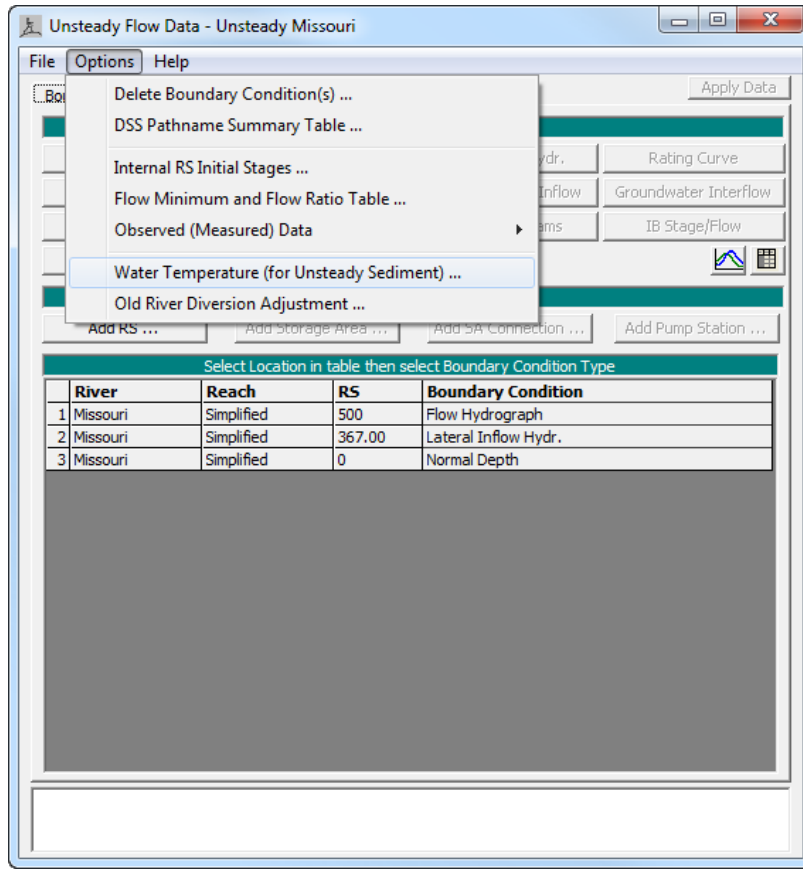 Unsteady Flow Data - Unsteady Missouri
File Options Help
Apply Data
Delete Boundary Condition(s) ...
DSS Pathname Summary Table ...
Internal RS Initial Stages ...
Flow Minimum and Flow Ratio Table ...
Observed (Measured) Data
Water Temperature (for Unsteady Sediment) ...
Old River Diversion Adjustment ...
Rating Curve
Inflow Groundwater Interflow
IB Stage/Flow
Add RS ... Add Storage Area ... Add SA Connection ... Add Pump Station ...
Select Location in table then select Boundary Condition Type
River Reach RS Boundary Condition
1 Missouri Simplified 500 Flow Hydrograph
2 Missouri Simplified 367.00 Lateral Inflow Hydr.
3 Missouri Simplified 0 Normal Depth